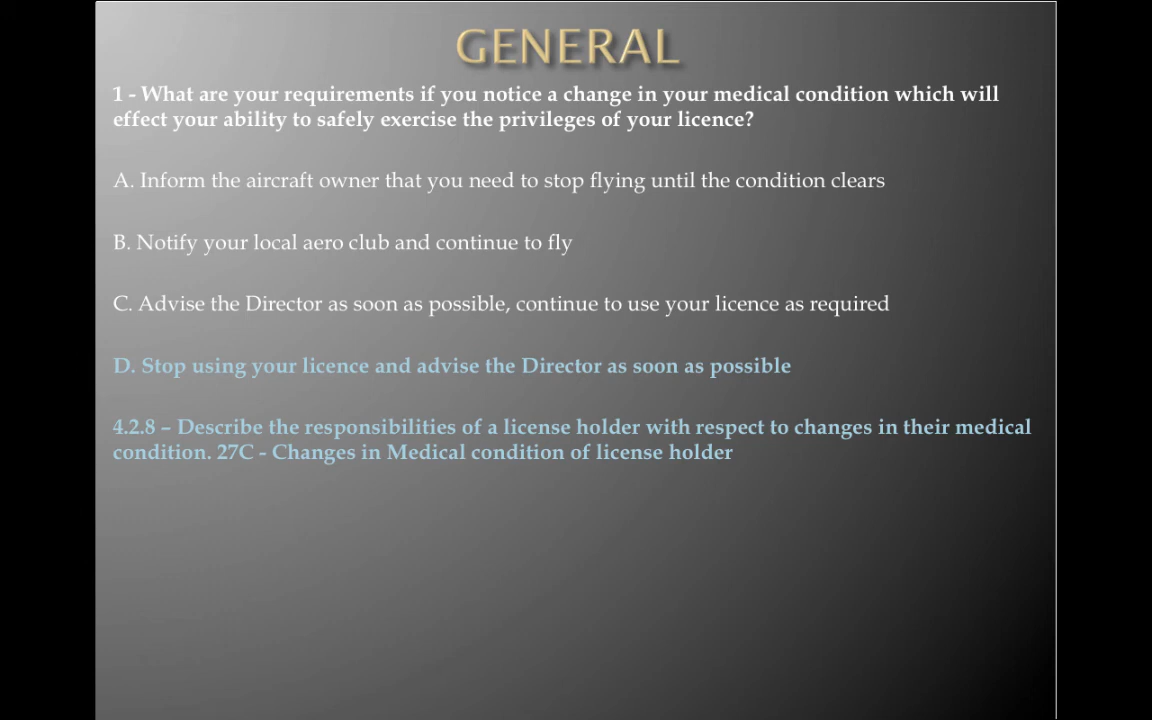 GENERAL
1 - What are your requirements if you notice a change in your medical condition which will
effect your ability to safely exercise the privileges of your licence?
A. Inform the aircraft owner that you need to stop flying until the condition clears
B. Notify your local aero club and continue to fly
C. Advise the Director as soon as possible, continue to use your licence as required
D. Stop using your licence and advise the Director as soon as possible
4.2.8 – Describe the responsibilities of a license holder with respect to changes in their medical
condition. 27C - Changes in Medical condition of license holder